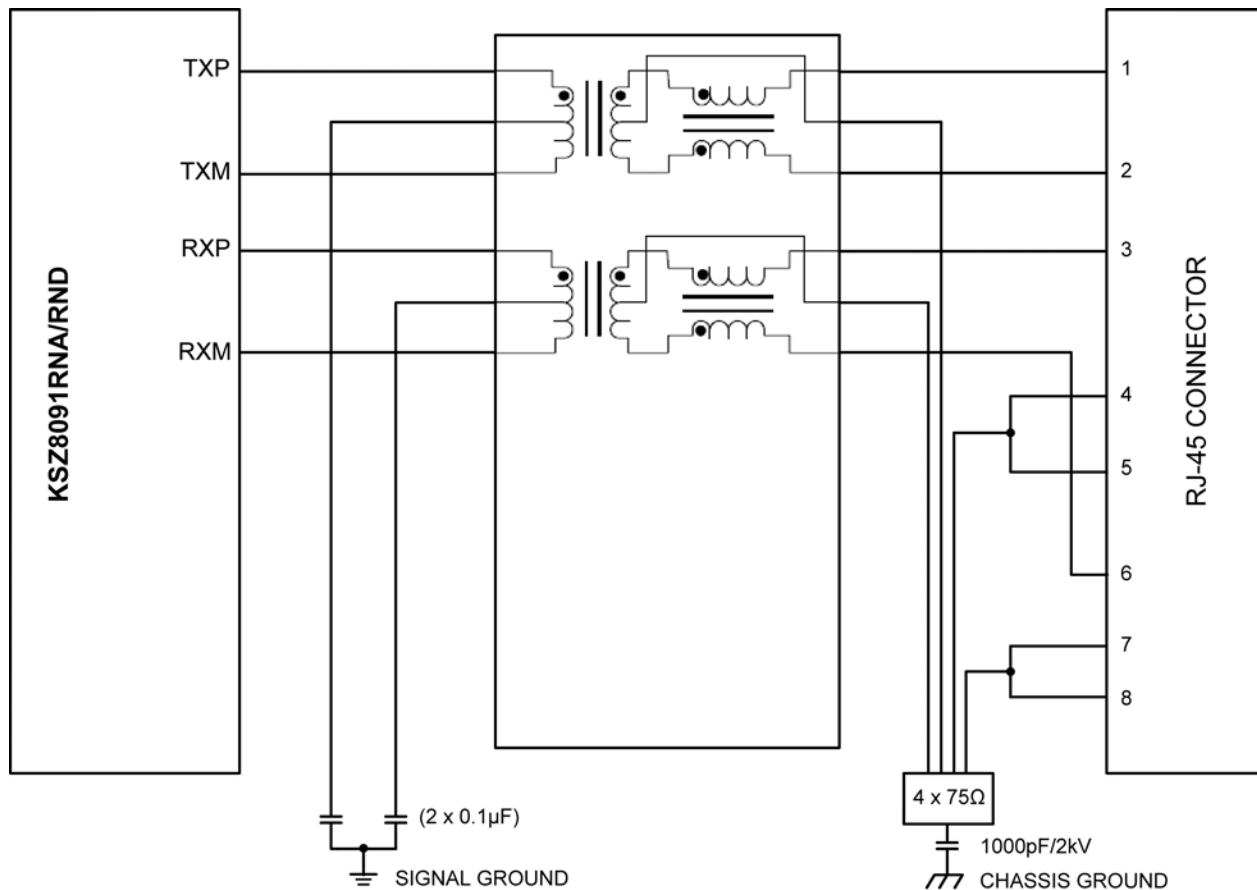 KSZ8091RNA/RND
TXP
TXM
RXP
RXM
1
2
3
4
5
6
7
8
RJ-45 CONNECTOR
(2 x 0.1µF)
SIGNAL GROUND
4 x 75Ω
1000pF/2kV
CHASSIS GROUND